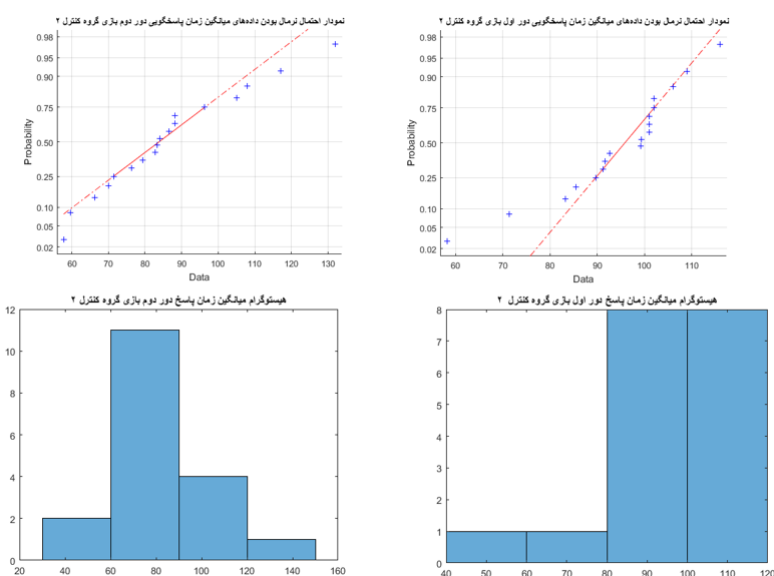 نمودار احتمال نرمال بودن داده‌های میانگین زمان پاسخگویی دور دوم بازی گروه کنترل ۲
0.98
0.95
0.90
0.75
0.50
0.25
0.10
0.05
0.02
Probability
60 70 80 90 100 110 120 130
Data
نمودار احتمال نرمال بودن داده‌های میانگین زمان پاسخگویی دور اول بازی گروه کنترل ۲
0.98
0.95
0.90
0.75
0.50
0.25
0.10
0.05
0.02
Probability
60 70 80 90 100 110
Data
هیستوگرام میانگین زمان پاسخ دور دوم بازی گروه کنترل ۲
12
10
8
6
4
2
0
20 40 60 80 100 120 140 160
هیستوگرام میانگین زمان پاسخ دور اول بازی گروه کنترل ۲
8
7
6
5
4
3
2
1
0
40 50 60 70 80 90 100 110 120